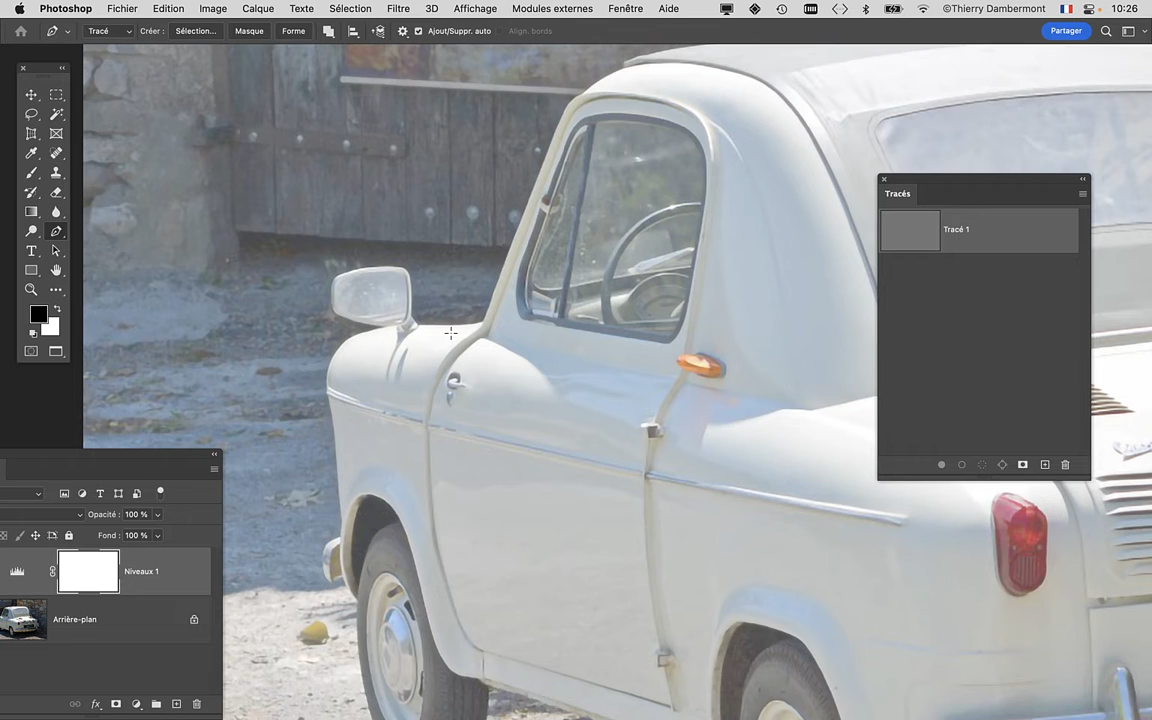 Photoshop Fichier Edition Image Calque Texte Sélection Filtre 3D Affichage Modules externes Fenêtre Aide ©Thierry Dambermont 10:26
Tracé Créer : Sélection... Masque Forme Ajout/Suppr. auto Align. bords Partager
Tracés
Tracé 1
Opacité : 100 %
Fond : 100 %
Niveaux 1
Arrière-plan
fx